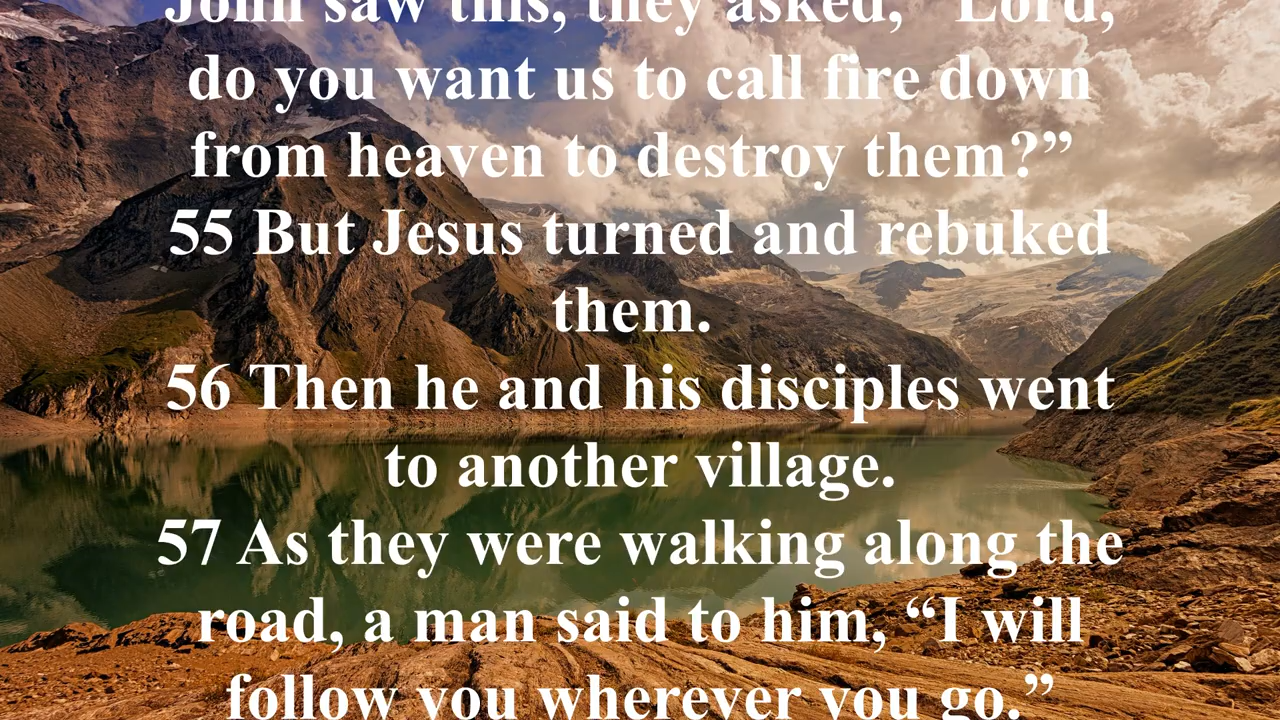 John saw this, they asked, “Lord,
do you want us to call fire down
from heaven to destroy them?”
55 But Jesus turned and rebuked
them.
56 Then he and his disciples went
to another village.
57 As they were walking along the
road, a man said to him, “I will
follow you wherever you go.”